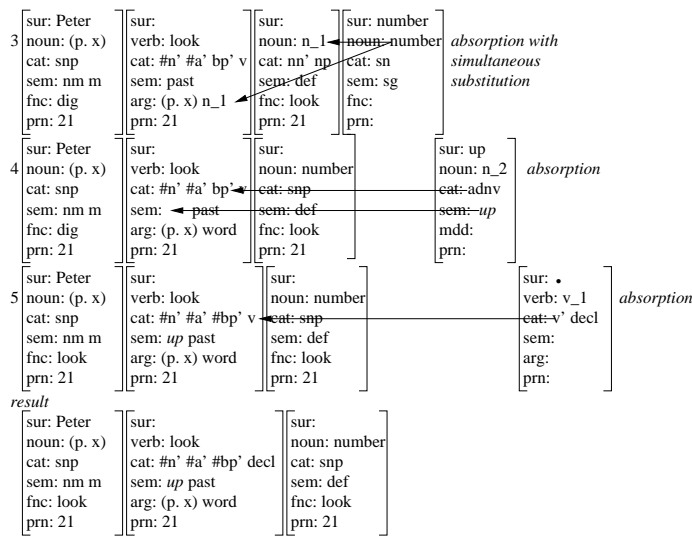 sur: Peter sur: sur: sur: number
noun: (p. x) verb: look noun: n_1 noun: number
3 cat: snp cat: #n' #a' bp' v cat: nn' np cat: sn absorption with
sem: nm m sem: past sem: def sem: sg simultaneous
fnc: dig arg: (p. x) n_1 fnc: look fnc: substitution
prn: 21 prn: 21 prn: 21 prn:
sur: Peter sur: sur: sur: up
4 noun: (p. x) verb: look noun: number noun: n_2 absorption
cat: snp cat: #n' #a' bp' v cat: snp cat: adnv
sem: nm m sem: past sem: def sem: up
fnc: dig arg: (p. x) word fnc: look mdd:
prn: 21 prn: 21 prn: 21 prn:
sur: Peter sur: sur: sur: .
5 noun: (p. x) verb: look noun: number verb: v_1 absorption
cat: snp cat: #n' #a' #bp' v cat: snp cat: v' decl
sem: nm m sem: up past sem: def sem:
fnc: look arg: (p. x) word fnc: look arg:
prn: 21 prn: 21 prn: 21 prn:
result
sur: Peter sur: sur:
noun: (p. x) verb: look noun: number
cat: snp cat: #n' #a' #bp' decl cat: snp
sem: nm m sem: up past sem: def
fnc: look arg: (p. x) word fnc: look
prn: 21 prn: 21 prn: 21